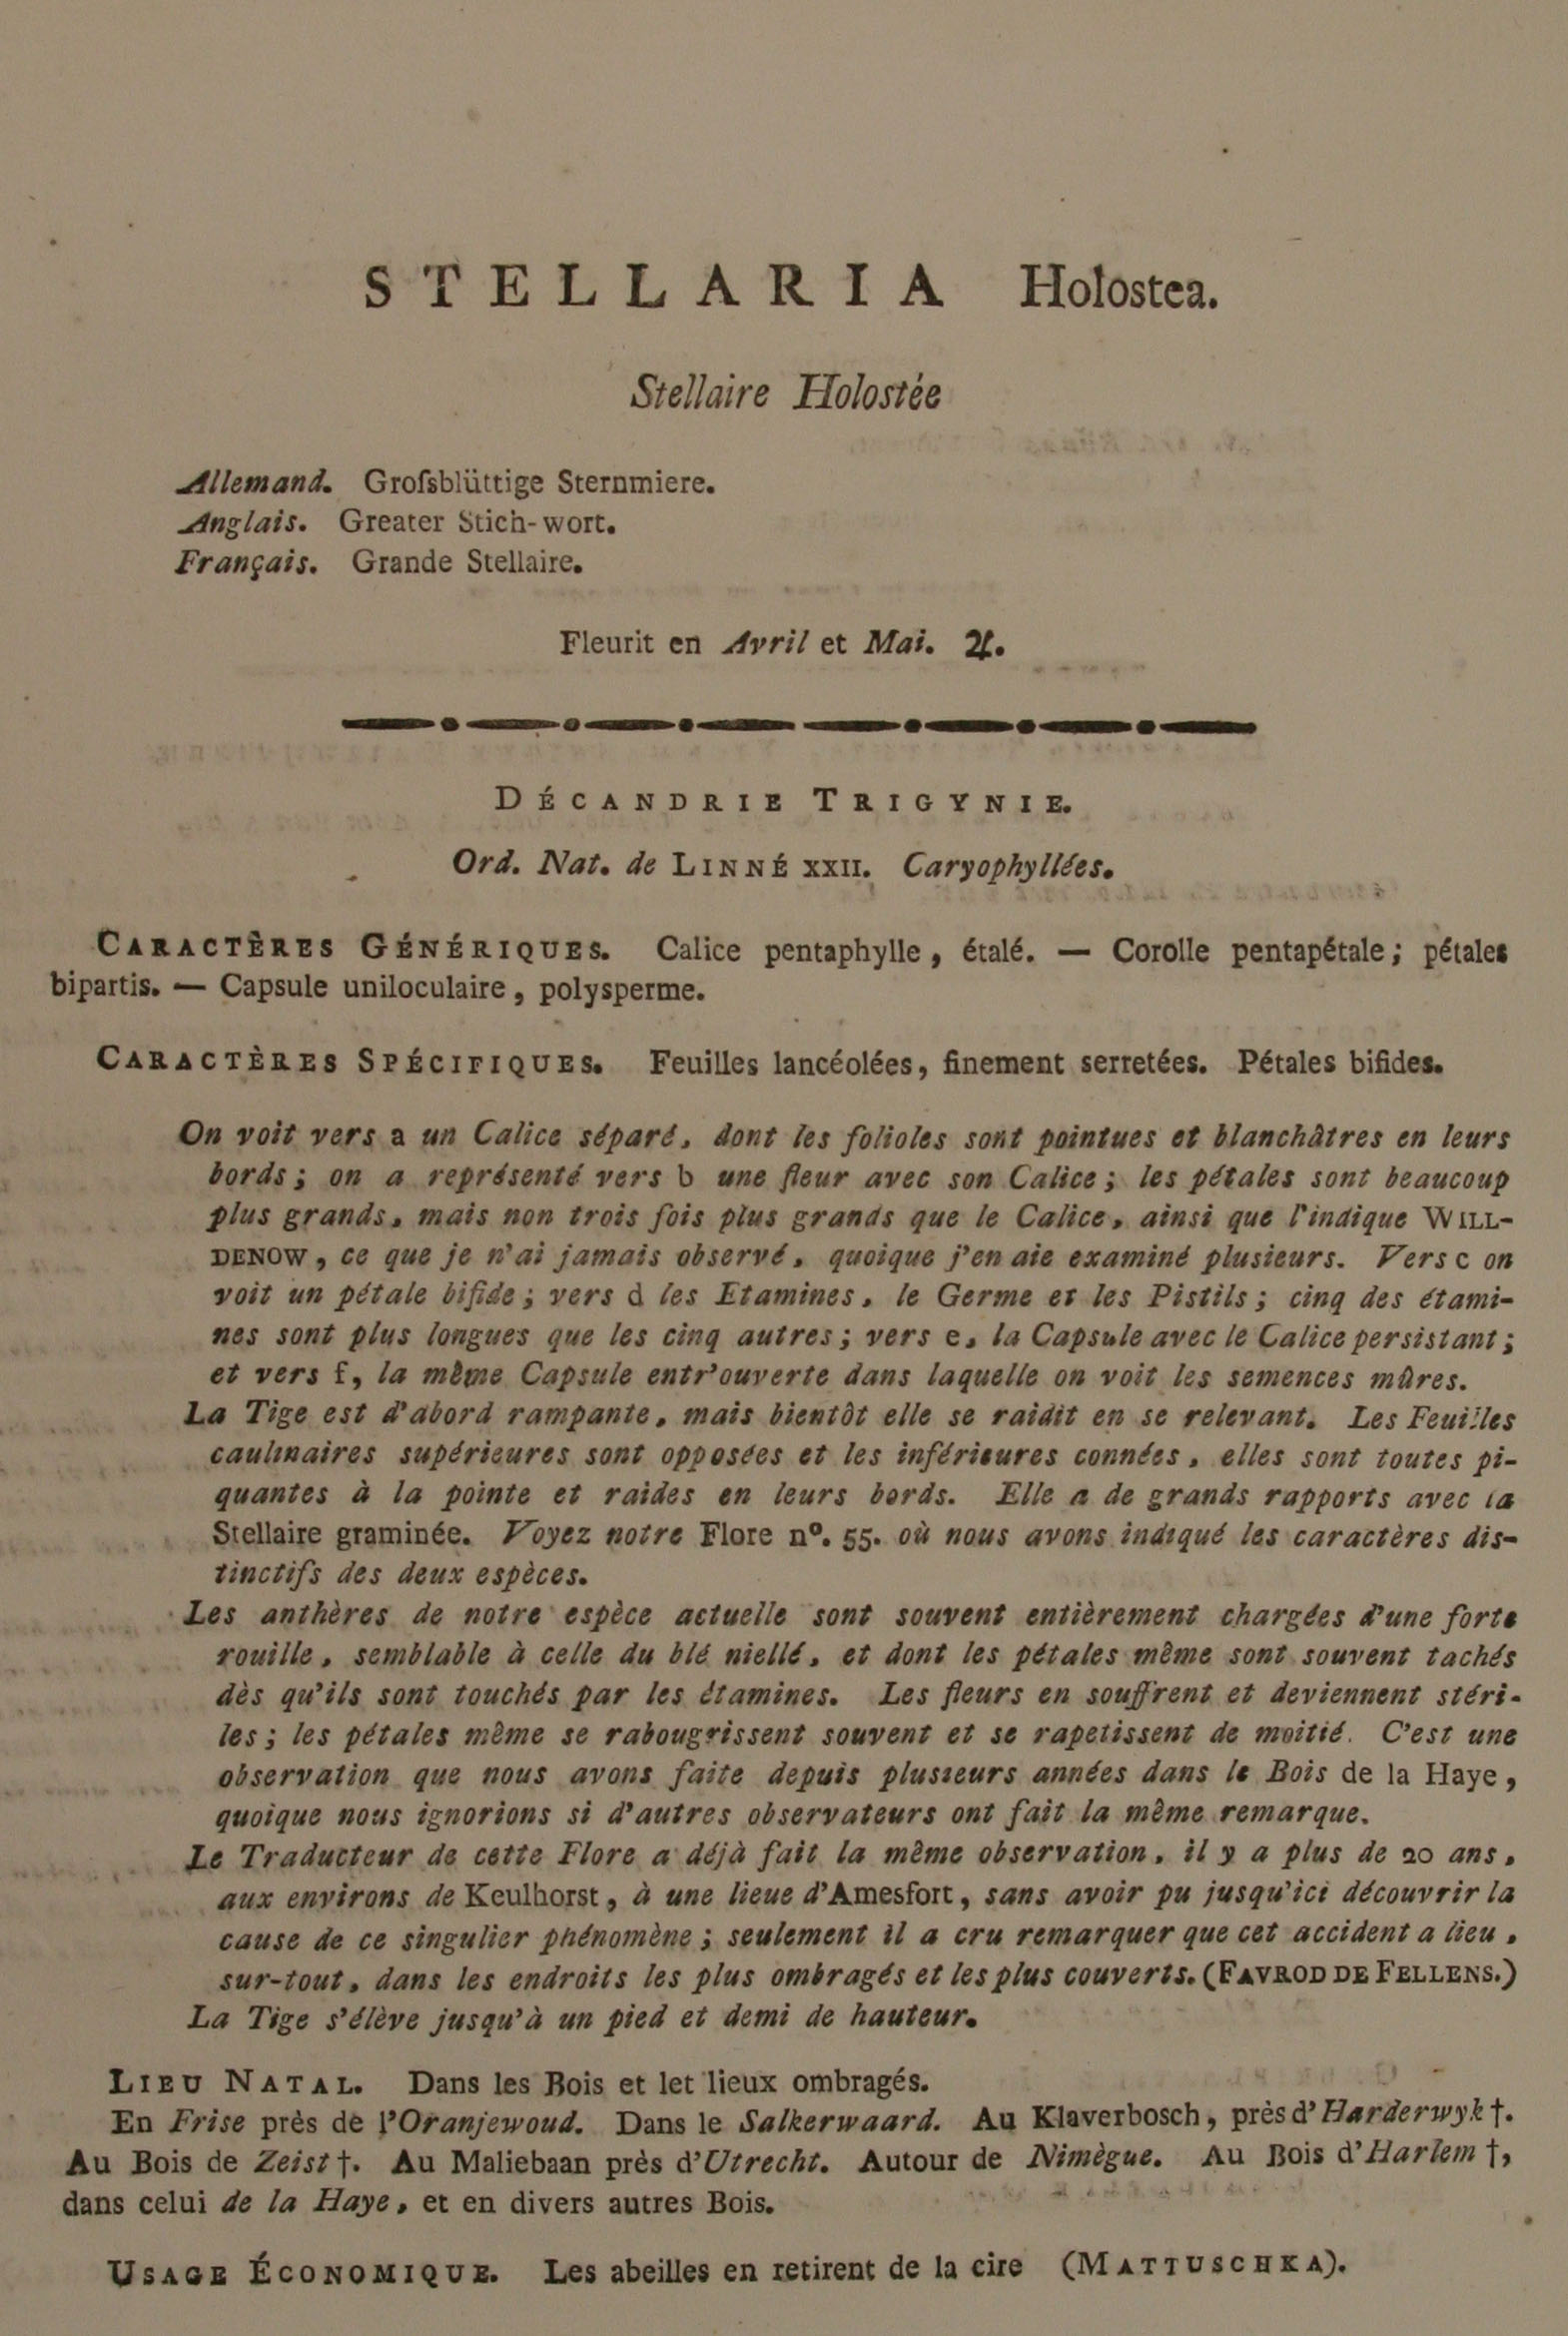 STELLARIA Holostea.
Stellaire Holostée
Allemand. Groſsblüttige Sternmiere.
Anglais. Greater Stich-wort.
Français. Grande Stellaire.
Fleurit en Avril et Mai. ♃.
DÉCANDRIE TRIGYNIE.
Ord. Nat. de LINNÉ XXII. Caryophyllées.
CARACTÈRES GÉNÉRIQUES. Calice pentaphylle, étalé. — Corolle pentapétale; pétales
bipartis. — Capsule uniloculaire, polysperme.
CARACTÈRES SPÉCIFIQUES. Feuilles lancéolées, finement serretées. Pétales bifides.
On voit vers a un Calice séparé, dont les folioles sont pointues et blanchâtres en leurs
bords; on a représenté vers b une fleur avec son Calice; les pétales sont beaucoup
plus grands, mais non trois fois plus grands que le Calice, ainsi que l'indique WILL-
DENOW, ce que je n'ai jamais observé, quoique j'en aie examiné plusieurs. Vers c on
voit un pétale bifide; vers d les Etamines, le Germe et les Pistils; cinq des étami-
nes sont plus longues que les cinq autres; vers e, la Capsule avec le Calice persistant;
et vers f, la même Capsule entr'ouverte dans laquelle on voit les semences mûres.
La Tige est d'abord rampante, mais bientôt elle se raidit en se relevant. Les Feuilles
caulinaires supérieures sont opposées et les inférieures connées, elles sont toutes pi-
quantes à la pointe et raides en leurs bords. Elle a de grands rapports avec la
Stellaire graminée. Voyez notre Flore nº. 55. où nous avons indiqué les caractères dis-
tinctifs des deux espèces.
Les anthères de notre espèce actuelle sont souvent entièrement chargées d'une forte
rouille, semblable à celle du blé niellé, et dont les pétales même sont souvent tachés
dès qu'ils sont touchés par les étamines. Les fleurs en souffrent et deviennent stéri-
les; les pétales même se rabougrissent souvent et se rapetissent de moitié. C'est une
observation que nous avons faite depuis plusieurs années dans le Bois de la Haye,
quoique nous ignorions si d'autres observateurs ont fait la même remarque.
Le Traducteur de cette Flore a déjà fait la même observation, il y a plus de 20 ans,
aux environs de Keulhorst, à une lieue d'Amesfort, sans avoir pu jusqu'ici découvrir la
cause de ce singulier phénomène; seulement il a cru remarquer que cet accident a lieu,
sur-tout, dans les endroits les plus ombragés et les plus couverts. (FAVROD DE FELLENS.)
La Tige s'élève jusqu'à un pied et demi de hauteur.
LIEU NATAL. Dans les Bois et let lieux ombragés.
En Frise près de l'Oranjewoud. Dans le Salkerwaard. Au Klaverbosch, près d'Harderwyk †.
Au Bois de Zeist †. Au Maliebaan près d'Utrecht. Autour de Nimègue. Au Bois d'Harlem †,
dans celui de la Haye, et en divers autres Bois.
USAGE ÉCONOMIQUE. Les abeilles en retirent de la cire (MATTUSCHKA).